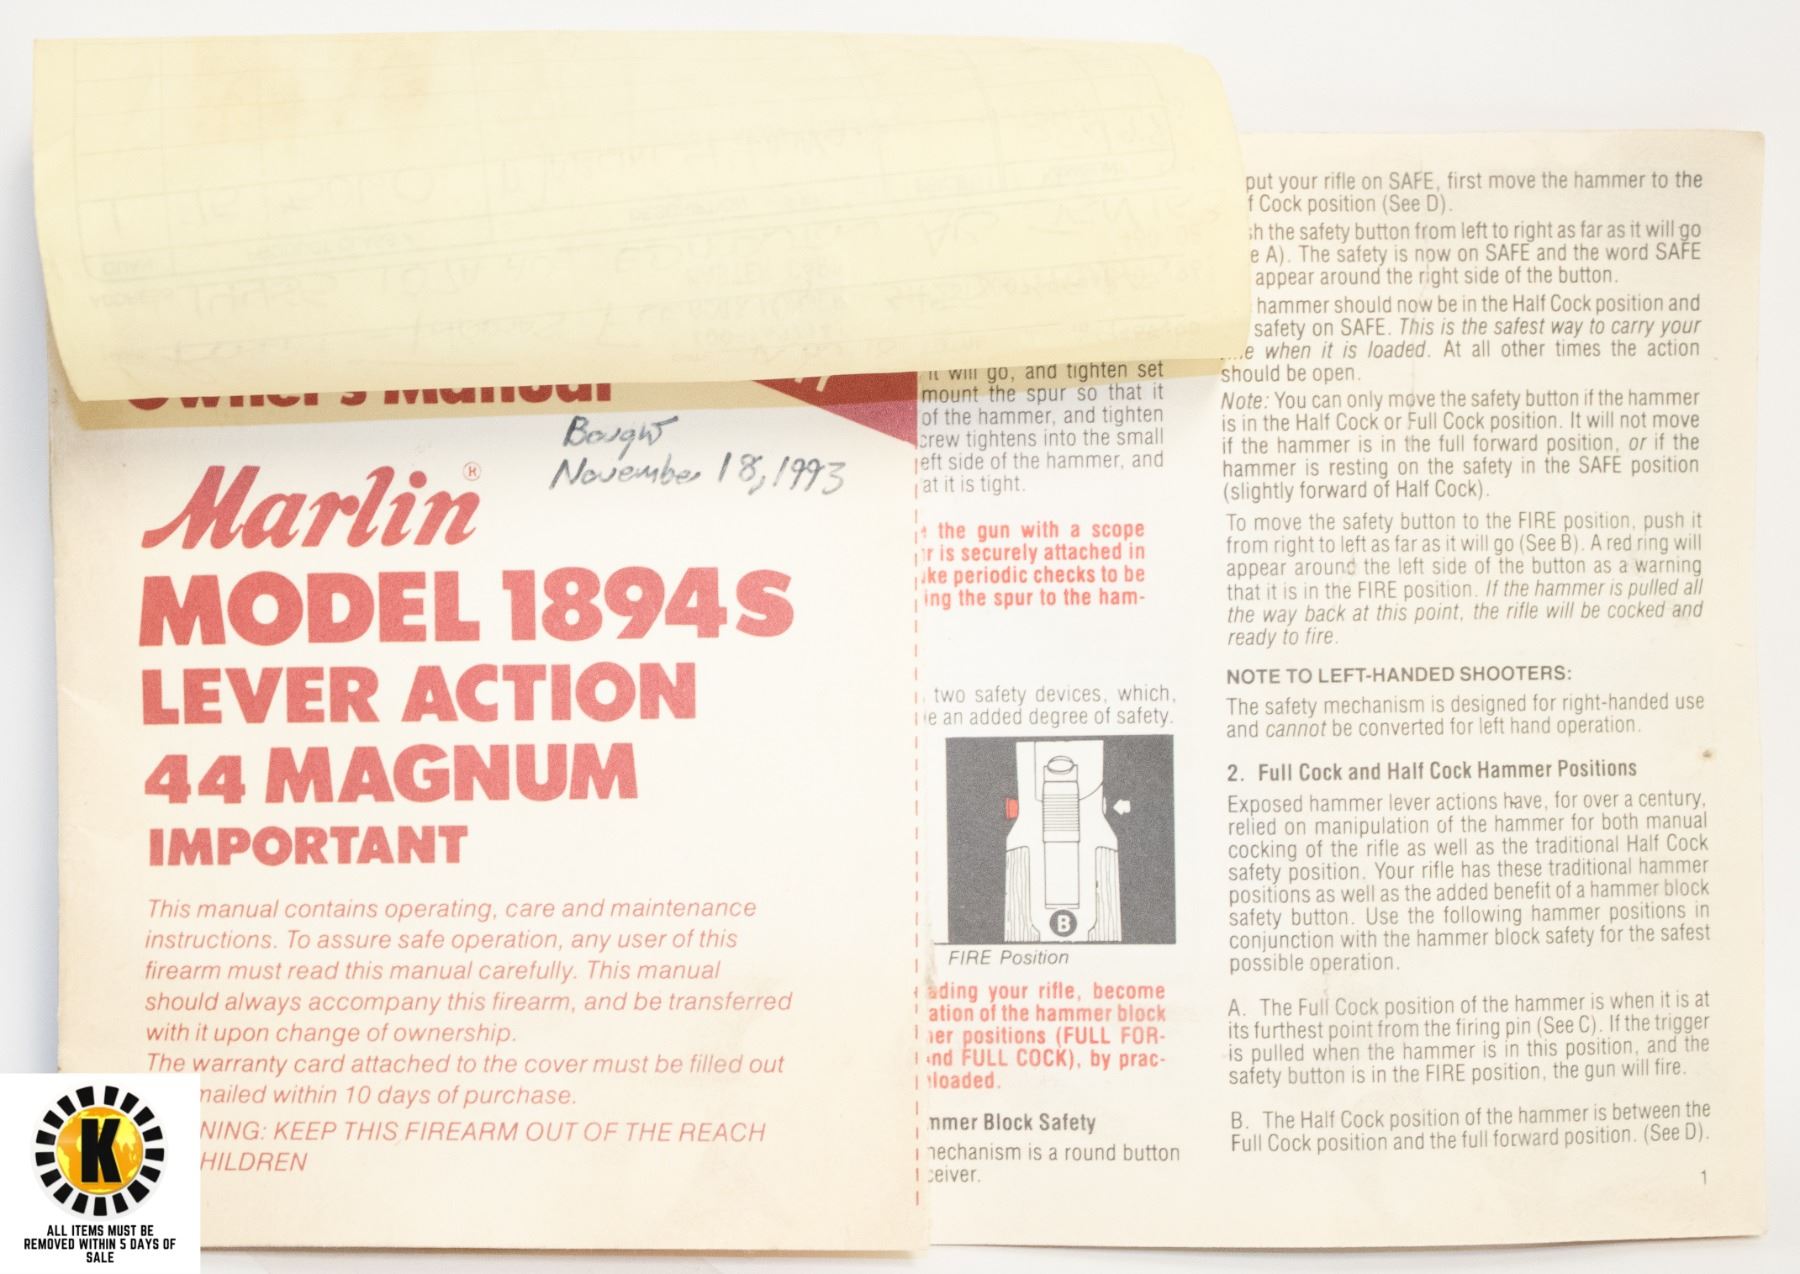 Owner's Manual
Bought
November 18, 1993
Marlin®
MODEL 1894S
LEVER ACTION
44 MAGNUM
IMPORTANT
This manual contains operating, care and maintenance
instructions. To assure safe operation, any user of this
firearm must read this manual carefully. This manual
should always accompany this firearm, and be transferred
with it upon change of ownership.
The warranty card attached to the cover must be filled out
mailed within 10 days of purchase.
NING: KEEP THIS FIREARM OUT OF THE REACH
HILDREN
K
ALL ITEMS MUST BE
REMOVED WITHIN 5 DAYS OF
SALE
it will go, and tighten set
mount the spur so that it
of the hammer, and tighten
crew tightens into the small
eft side of the hammer, and
at it is tight.
the gun with a scope
r is securely attached in
ke periodic checks to be
ing the spur to the ham-
two safety devices, which,
e an added degree of safety.
B
FIRE Position
ading your rifle, become
ation of the hammer block
er positions (FULL FOR-
nd FULL COCK), by prac-
loaded.
mmer Block Safety
mechanism is a round button
ceiver.
put your rifle on SAFE, first move the hammer to the
f Cock position (See D).
sh the safety button from left to right as far as it will go
e A). The safety is now on SAFE and the word SAFE
appear around the right side of the button.
hammer should now be in the Half Cock position and
safety on SAFE. This is the safest way to carry your
e when it is loaded. At all other times the action
should be open.
Note: You can only move the safety button if the hammer
is in the Half Cock or Full Cock position. It will not move
if the hammer is in the full forward position, or if the
hammer is resting on the safety in the SAFE position
(slightly forward of Half Cock).
To move the safety button to the FIRE position, push it
from right to left as far as it will go (See B). A red ring will
appear around the left side of the button as a warning
that it is in the FIRE position. If the hammer is pulled all
the way back at this point, the rifle will be cocked and
ready to fire.
NOTE TO LEFT-HANDED SHOOTERS:
The safety mechanism is designed for right-handed use
and cannot be converted for left hand operation.
2. Full Cock and Half Cock Hammer Positions
Exposed hammer lever actions have, for over a century,
relied on manipulation of the hammer for both manual
cocking of the rifle as well as the traditional Half Cock
safety position. Your rifle has these traditional hammer
positions as well as the added benefit of a hammer block
safety button. Use the following hammer positions in
conjunction with the hammer block safety for the safest
possible operation.
A. The Full Cock position of the hammer is when it is at
its furthest point from the firing pin (See C). If the trigger
is pulled when the hammer is in this position, and the
safety button is in the FIRE position, the gun will fire.
B. The Half Cock position of the hammer is between the
Full Cock position and the full forward position. (See D).
1